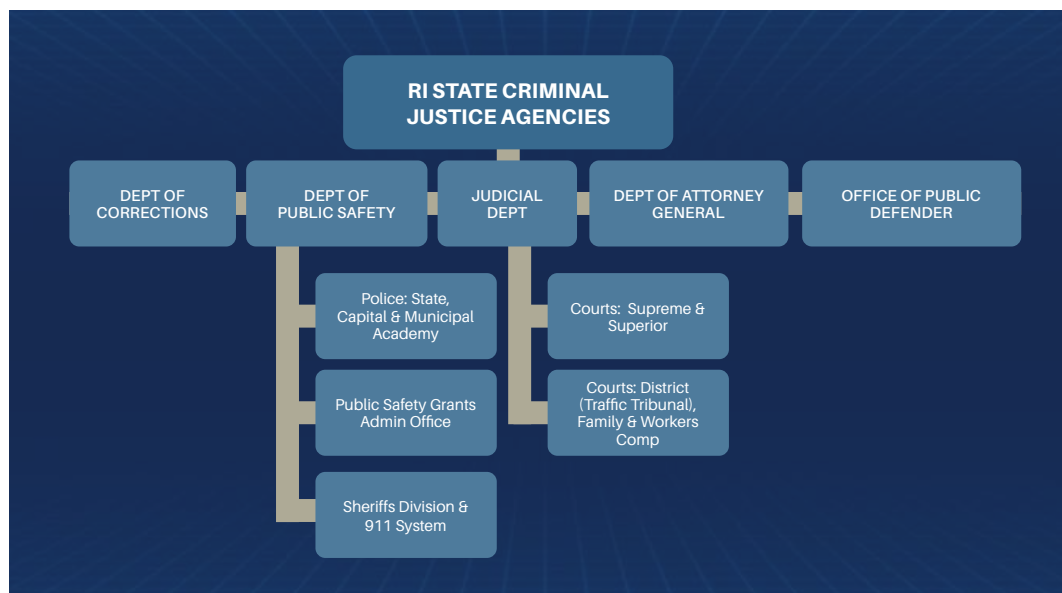 RI STATE CRIMINAL
JUSTICE AGENCIES
DEPT OF
CORRECTIONS
DEPT OF
PUBLIC SAFETY
JUDICIAL
DEPT
DEPT OF ATTORNEY
GENERAL
OFFICE OF PUBLIC
DEFENDER
Police: State,
Capital & Municipal
Academy
Public Safety Grants
Admin Office
Sheriffs Division &
911 System
Courts: Supreme &
Superior
Courts: District
(Traffic Tribunal),
Family & Workers
Comp